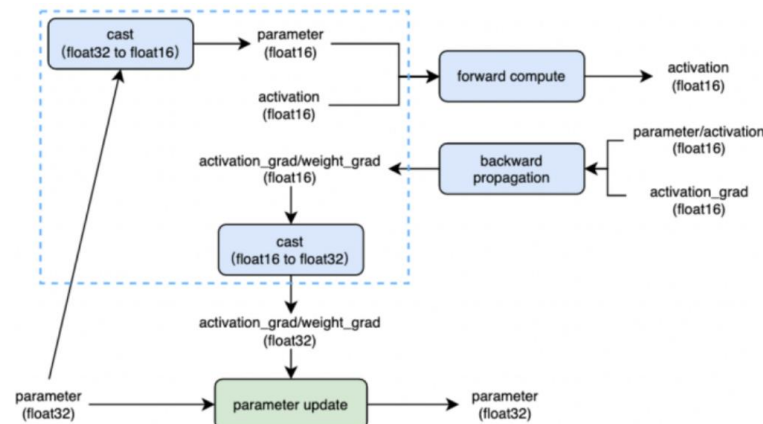 cast
(float32 to float16)
parameter
(float16)
activation
(float16)
forward compute
activation
(float16)
parameter/activation
(float16)
activation_grad
(float16)
backward
propagation
activation_grad/weight_grad
(float16)
cast
(float16 to float32)
activation_grad/weight_grad
(float32)
parameter
(float32)
parameter update
parameter
(float32)